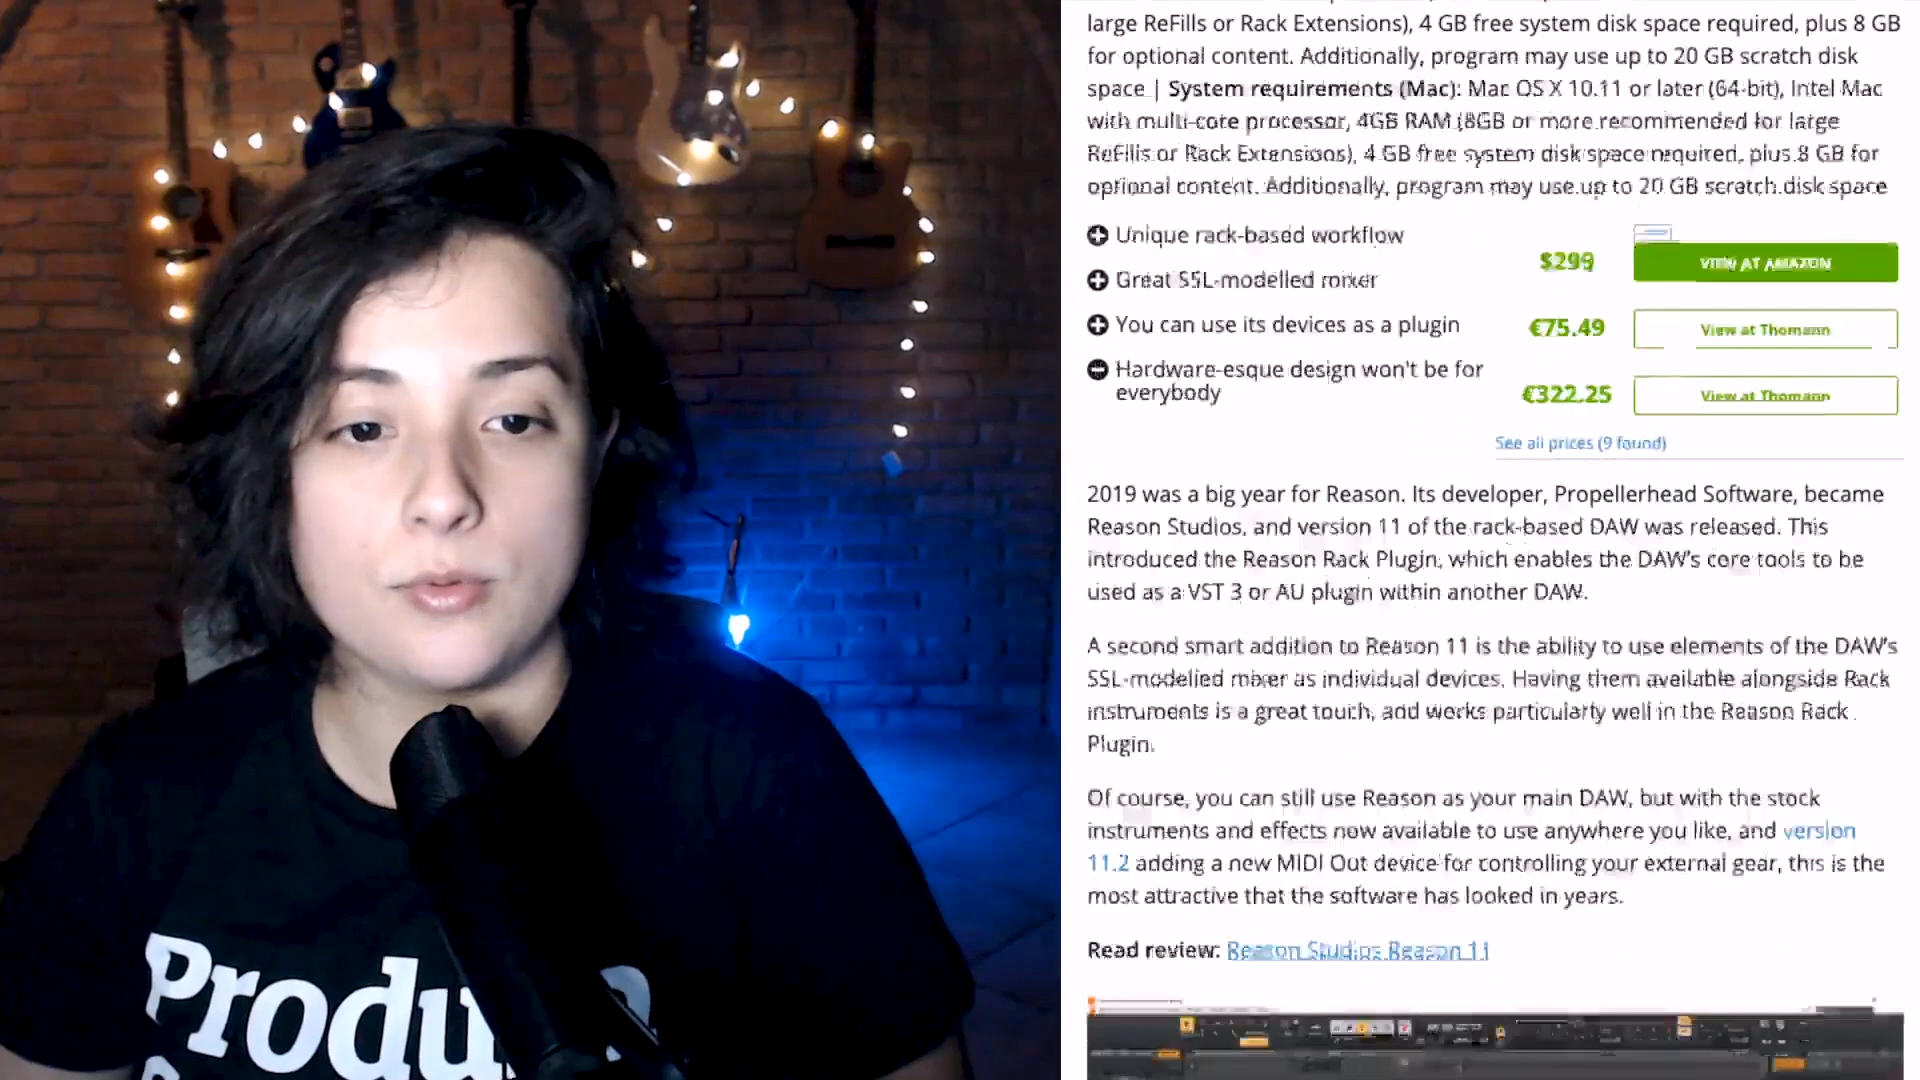 large ReFills or Rack Extensions), 4 GB free system disk space required, plus 8 GB
for optional content. Additionally, program may use up to 20 GB scratch disk
space | System requirements (Mac): Mac OS X 10.11 or later (64-bit), Intel Mac
with multi-core processor, 4GB RAM (8GB or more recommended for large
ReFills or Rack Extensions), 4 GB free system disk space required, plus 8 GB for
optional content. Additionally, program may use up to 20 GB scratch disk space
Unique rack-based workflow
Great SSL-modelled mixer
You can use its devices as a plugin
Hardware-esque design won't be for
everybody
$299
VIEW AT AMAZON
€75.49
View at Thomann
€322.25
View at Thomann
See all prices (9 found)
2019 was a big year for Reason. Its developer, Propellerhead Software, became
Reason Studios, and version 11 of the rack-based DAW was released. This
introduced the Reason Rack Plugin, which enables the DAW's core tools to be
used as a VST 3 or AU plugin within another DAW.
A second smart addition to Reason 11 is the ability to use elements of the DAW's
SSL-modelled mixer as individual devices. Having them available alongside Rack
instruments is a great touch, and works particularly well in the Reason Rack
Plugin.
Of course, you can still use Reason as your main DAW, but with the stock
instruments and effects now available to use anywhere you like, and version
11.2 adding a new MIDI Out device for controlling your external gear, this is the
most attractive that the software has looked in years.
Read review: Reason Studios Reason 11